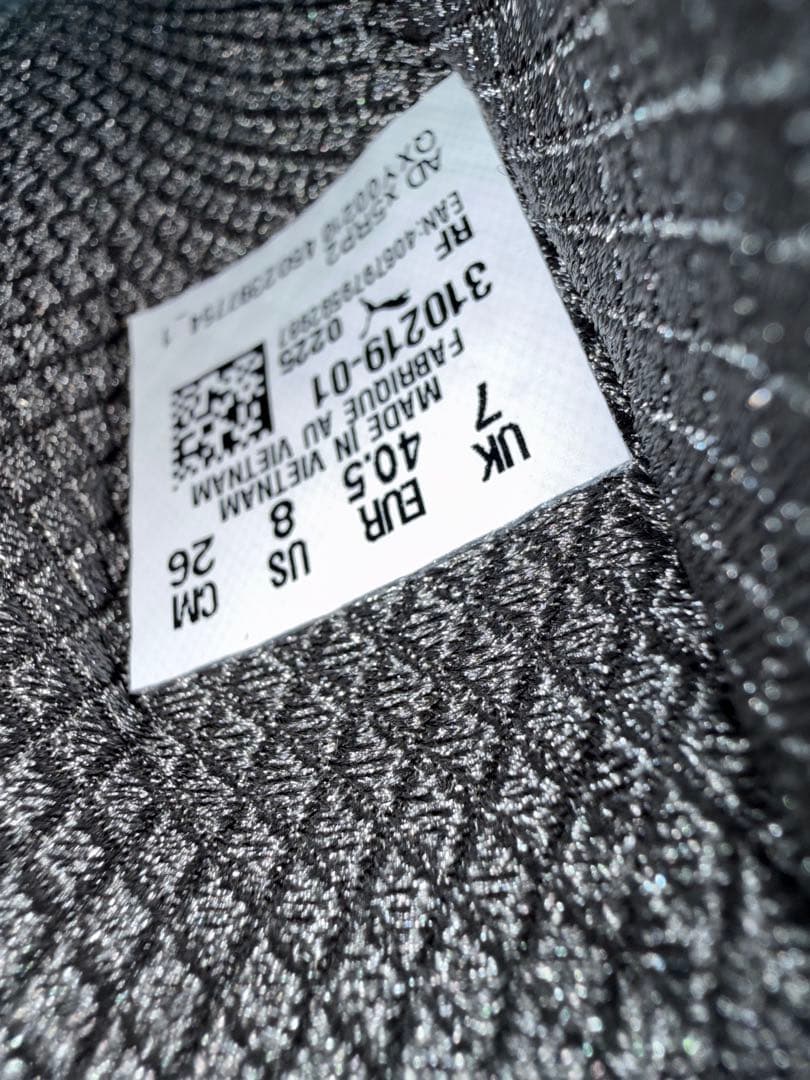 UK EUR US CM
7 40.5 8 26
MADE IN VIETNAM
FABRIQUE AU VIETNAM
310219-01 0225
RF